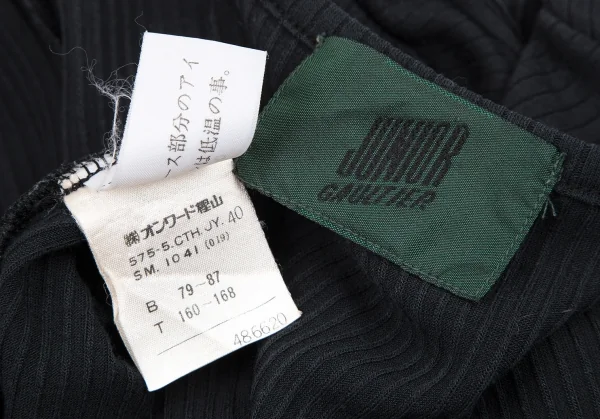 ース部分のアイ
は低温の事。
㈱オンワード樫山
575-5.CTH.JY.40
SM. 1041 (019)
B 79~87
T 160~168
486620
JUNIOR
GAULTIER